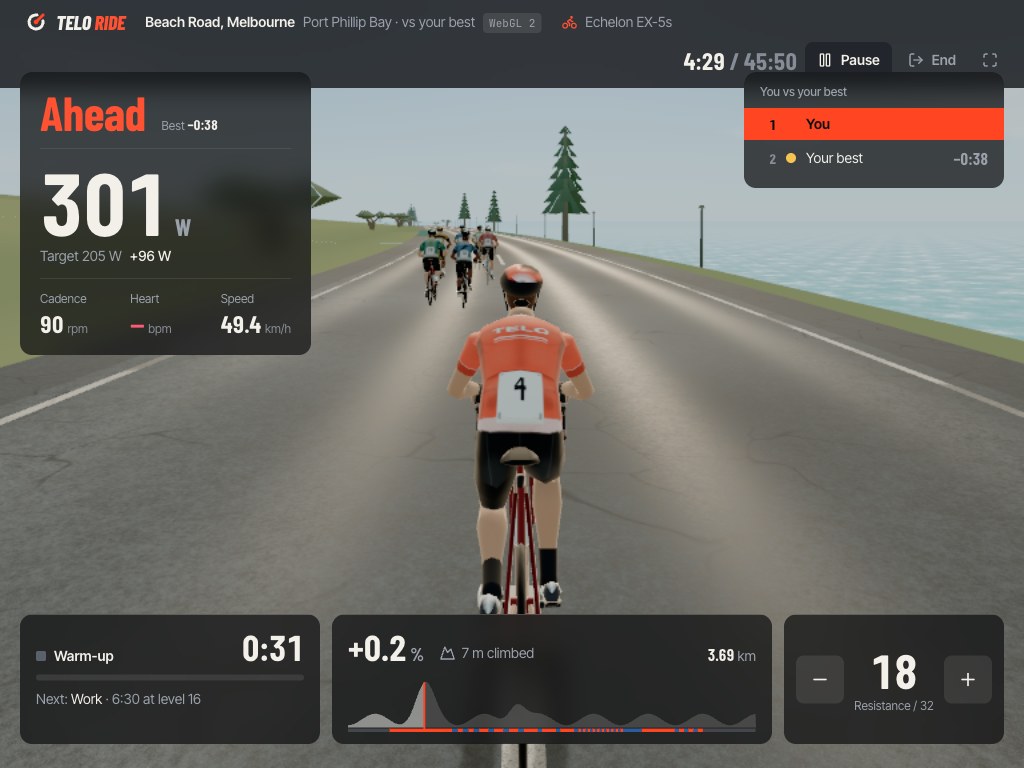 TELO RIDE Beach Road, Melbourne Port Phillip Bay · vs your best WebGL 2 Echelon EX-5s
4:29 / 45:50 Pause End
Ahead Best −0:38
301 W
Target 205 W +96 W
Cadence Heart Speed
90 rpm – bpm 49.4 km/h
You vs your best
1 You
2 Your best −0:38
TELO
4
Warm-up 0:31
Next: Work · 6:30 at level 16
+0.2 % 7 m climbed 3.69 km
− 18 +
Resistance / 32